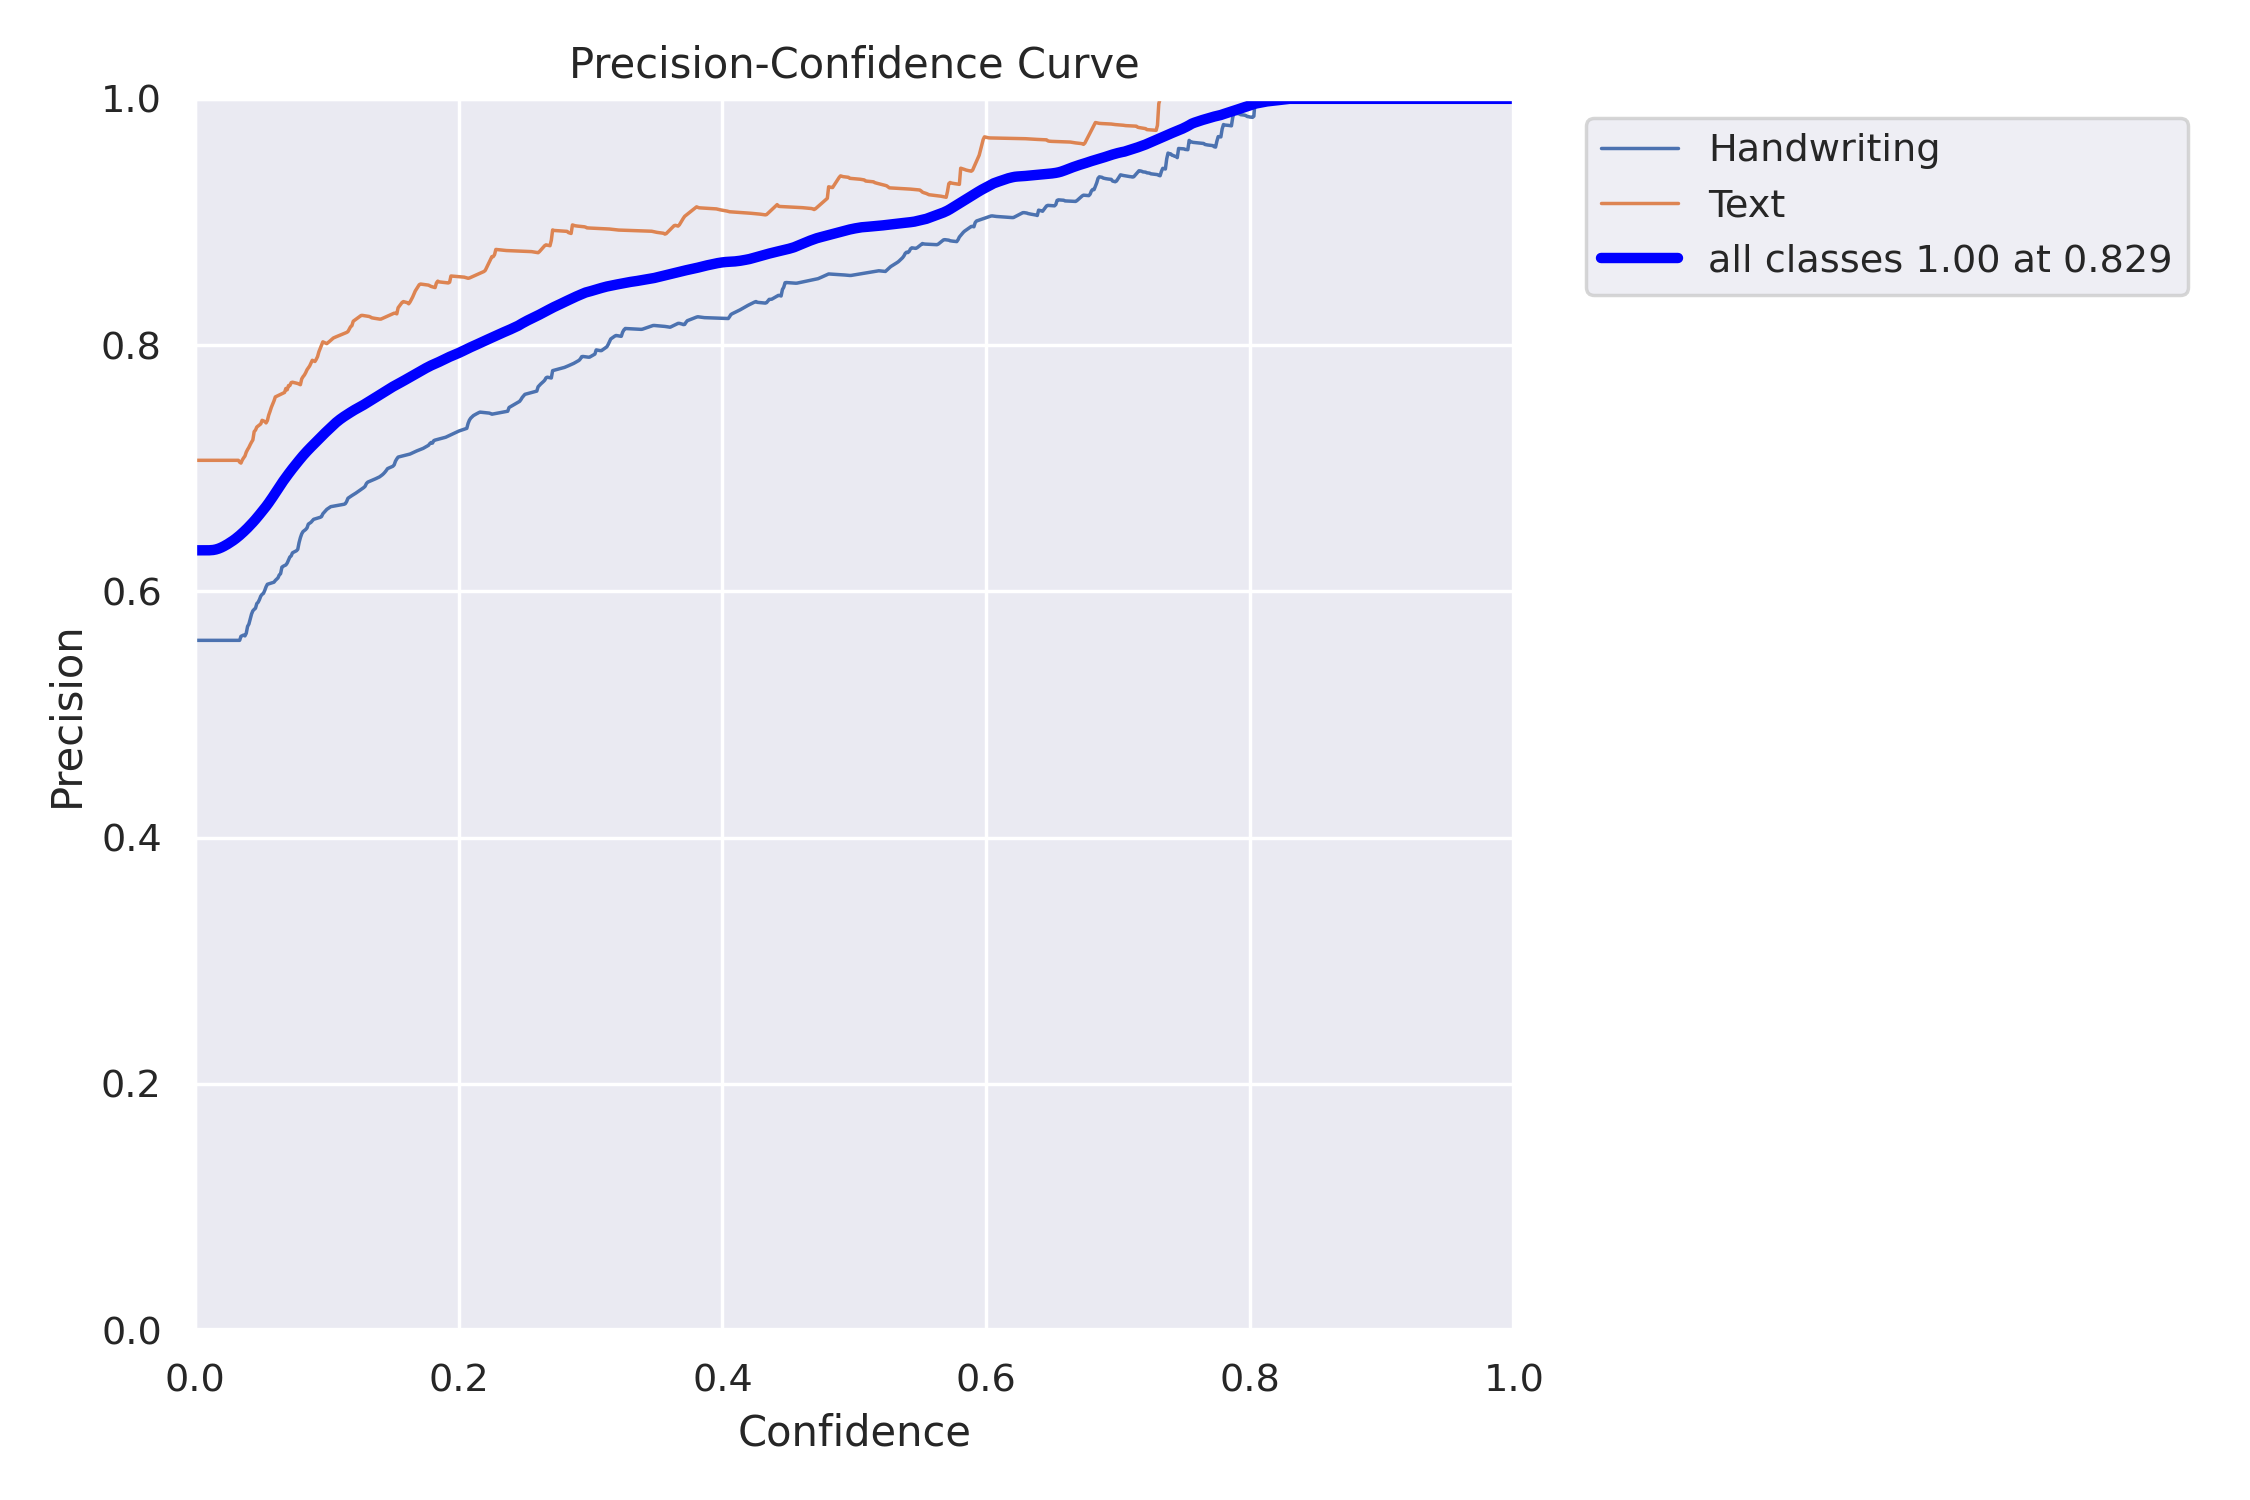 Precision-Confidence Curve
1.0
0.8
0.6
0.4
0.2
0.0
Precision
0.0 0.2 0.4 0.6 0.8 1.0
Confidence
Handwriting
Text
all classes 1.00 at 0.829